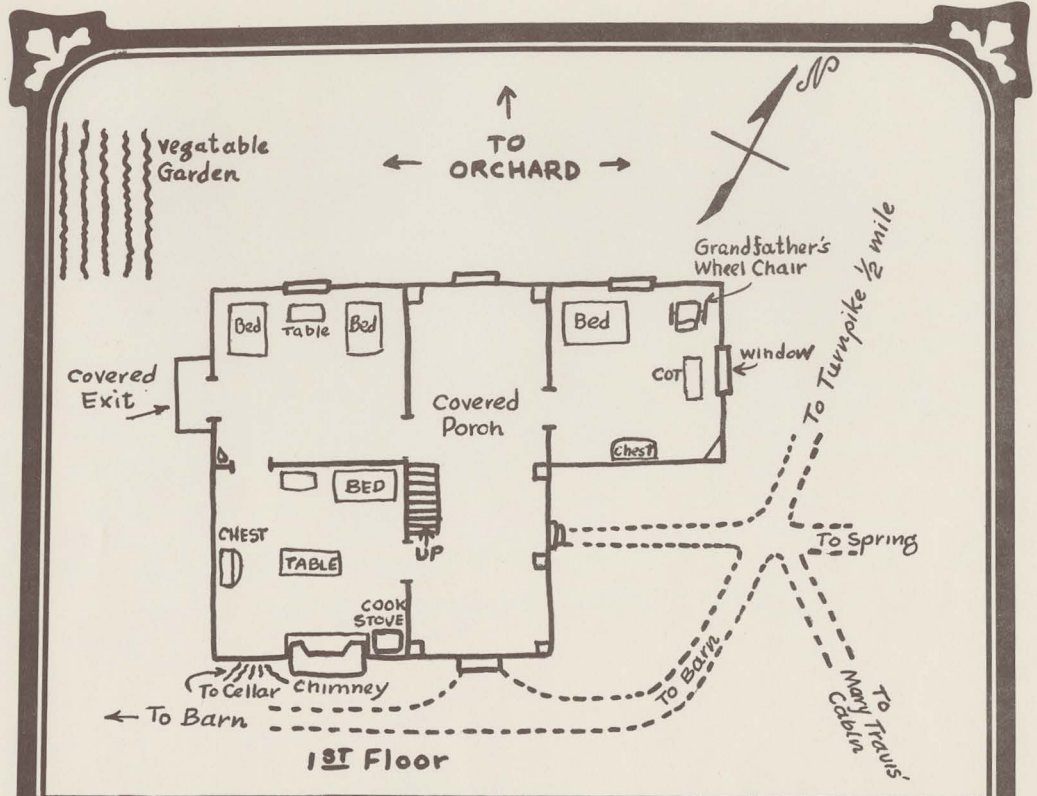 N
vegatable
Garden
TO
ORCHARD
Grandfather's
Wheel Chair
To Turnpike ½ mile
Bed
Table
Bed
Bed
window
COT
Covered
Exit
Covered
Porch
Chest
BED
CHEST
UP
To Spring
TABLE
COOK
STOVE
To Cellar
Chimney
To Barn
To Barn
To
Mary Travis'
Cabin
1ST Floor